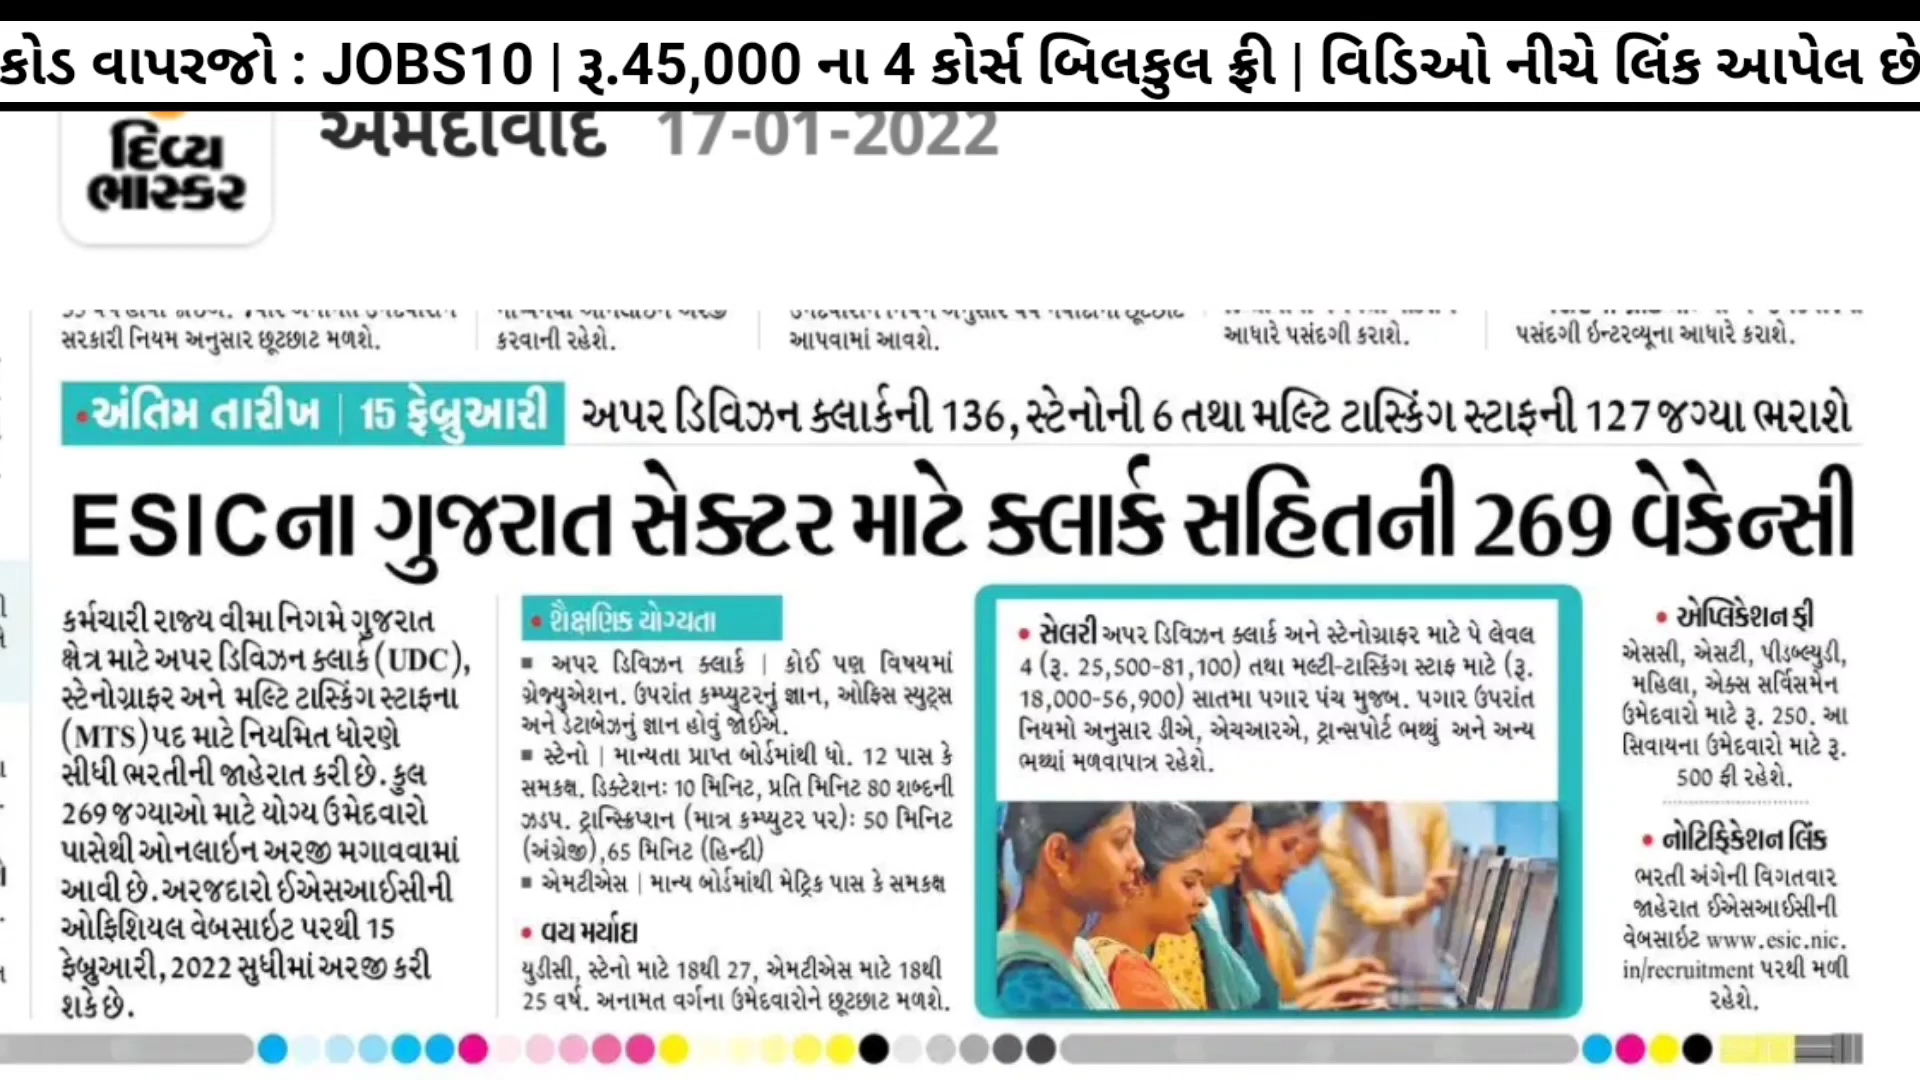 કોડ વાપરજો : JOBS10 | રૂ.45,000 ના 4 કોર્સ બિલકુલ ફ્રી | વિડિઓ નીચે લિંક આપેલ છે
દિવ્ય
ભાસ્કર
અમદાવાદ 17-01-2022
સરકારી નિયમ અનુસાર છૂટછાટ મળશે.
કરવાની રહેશે.
આપવામાં આવશે.
આધારે પસંદગી કરાશે.
પસંદગી ઇન્ટરવ્યૂના આધારે કરાશે.
•અંતિમ તારીખ | 15 ફેબ્રુઆરી
અપર ડિવિઝન ક્લાર્કની 136, સ્ટેનોની 6 તથા મલ્ટિ ટાસ્કિંગ સ્ટાફની 127 જગ્યા ભરાશે
ESICના ગુજરાત સેક્ટર માટે ક્લાર્ક સહિતની 269 વેકેન્સી
કર્મચારી રાજ્ય વીમા નિગમે ગુજરાત
ક્ષેત્ર માટે અપર ડિવિઝન ક્લાર્ક (UDC),
સ્ટેનોગ્રાફર અને મલ્ટિ ટાસ્કિંગ સ્ટાફના
(MTS) પદ માટે નિયમિત ધોરણે
સીધી ભરતીની જાહેરાત કરી છે. કુલ
269 જગ્યાઓ માટે યોગ્ય ઉમેદવારો
પાસેથી ઓનલાઇન અરજી મગાવવામાં
આવી છે. અરજદારો ઈએસઆઈસીની
ઓફિશિયલ વેબસાઇટ પરથી 15
ફેબ્રુઆરી, 2022 સુધીમાં અરજી કરી
શકે છે.
• શૈક્ષણિક યોગ્યતા
■ અપર ડિવિઝન ક્લાર્ક | કોઈ પણ વિષયમાં
ગ્રેજ્યુએશન. ઉપરાંત કમ્પ્યુટરનું જ્ઞાન, ઓફિસ સ્યુટ્સ
અને ડેટાબેઝનું જ્ઞાન હોવું જોઈએ.
■ સ્ટેનો | માન્યતા પ્રાપ્ત બોર્ડમાંથી ધો. 12 પાસ કે
સમકક્ષ. ડિક્ટેશનઃ 10 મિનિટ, પ્રતિ મિનિટ 80 શબ્દની
ઝડપ. ટ્રાન્સ્ક્રિપ્શન (માત્ર કમ્પ્યુટર પર)ઃ 50 મિનિટ
(અંગ્રેજી),65 મિનિટ (હિન્દી)
■ એમટીએસ | માન્ય બોર્ડમાંથી મેટ્રિક પાસ કે સમકક્ષ
• વય મર્યાદા
યુડીસી, સ્ટેનો માટે 18થી 27, એમટીએસ માટે 18થી
25 વર્ષ. અનામત વર્ગના ઉમેદવારોને છૂટછાટ મળશે.
• સેલરી અપર ડિવિઝન ક્લાર્ક અને સ્ટેનોગ્રાફર માટે પે લેવલ
4 (રૂ. 25,500-81,100) તથા મલ્ટી-ટાસ્કિંગ સ્ટાફ માટે (રૂ.
18,000-56,900) સાતમા પગાર પંચ મુજબ. પગાર ઉપરાંત
નિયમો અનુસાર ડીએ, એચઆરએ, ટ્રાન્સપોર્ટ ભથ્થું અને અન્ય
ભથ્થાં મળવાપાત્ર રહેશે.
• એપ્લિકેશન ફી
એસસી, એસટી, પીડબ્લ્યુડી,
મહિલા, એક્સ સર્વિસમેન
ઉમેદવારો માટે રૂ. 250. આ
સિવાયના ઉમેદવારો માટે રૂ.
500 ફી રહેશે.
• નોટિફિકેશન લિંક
ભરતી અંગેની વિગતવાર
જાહેરાત ઈએસઆઈસીની
વેબસાઇટ www.esic.nic.
in/recruitment પરથી મળી
રહેશે.